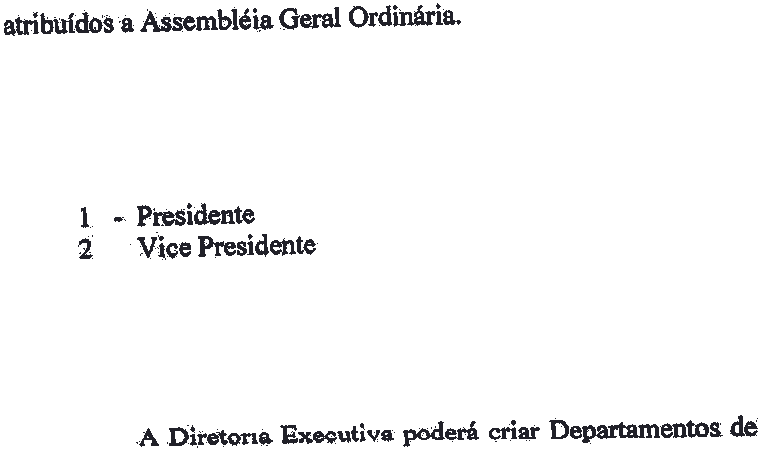 atribuídos a Assembléia Geral Ordinária.
1 - Presidente
2 Vice Presidente
A Diretoria Executiva poderá criar Departamentos de